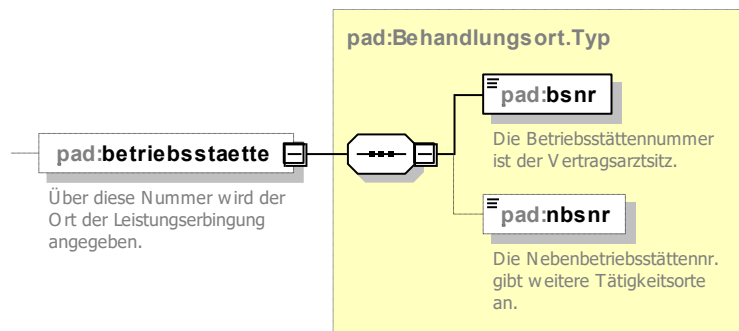 pad:Behandlungsort.Typ
pad:bsnr
Die Betriebsstättennummer
ist der Vertragsarztsitz.
pad:betriebsstaette
Über diese Nummer wird der
Ort der Leistungserbingung
angegeben.
pad:nbsnr
Die Nebenbetriebsstättennr.
gibt weitere Tätigkeitsorte
an.